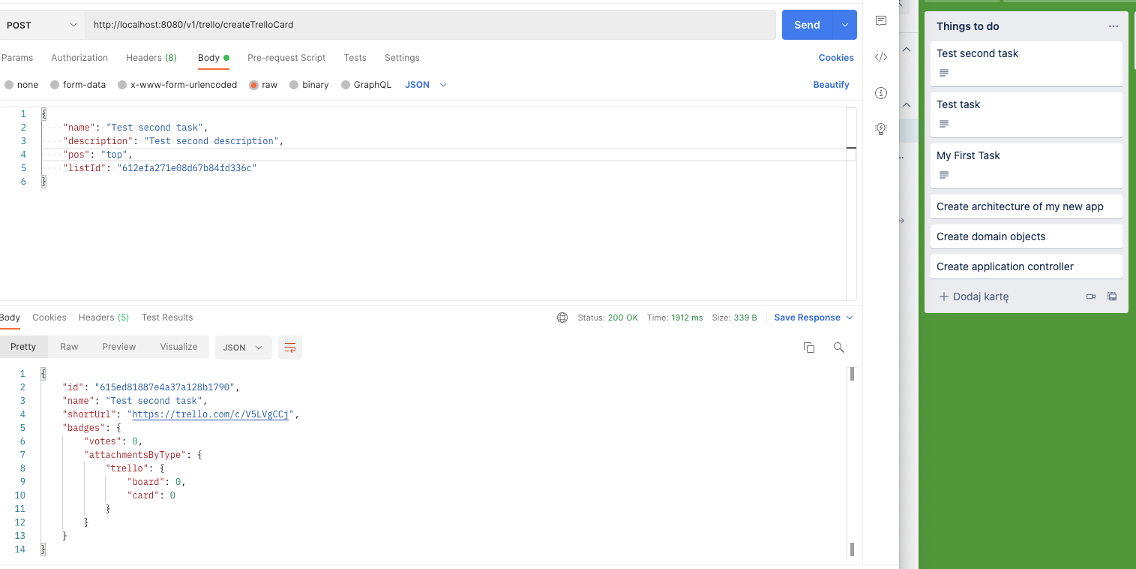 POST
http://localhost:8080/v1/trello/createTrelloCard
Send
Params
Authorization
Headers (8)
Body
Pre-request Script
Tests
Settings
Cookies
none
form-data
x-www-form-urlencoded
raw
binary
GraphQL
JSON
Beautify
1 {
2 "name": "Test second task",
3 "description": "Test second description",
4 "pos": "top",
5 "listId": "612efa271e08d67b84fd336c"
6 }
Body
Cookies
Headers (5)
Test Results
Status: 200 OK
Time: 1912 ms
Size: 339 B
Save Response
Pretty
Raw
Preview
Visualize
JSON
1 {
2 "id": "615ed81887e4a37a128b1790",
3 "name": "Test second task",
4 "shortUrl": "https://trello.com/c/V5LVgCCj",
5 "badges": {
6 "votes": 0,
7 "attachmentsByType": {
8 "trello": {
9 "board": 0,
10 "card": 0
11 }
12 }
13 }
14 }
Things to do
Test second task
Test task
My First Task
Create architecture of my new app
Create domain objects
Create application controller
+ Dodaj kartę